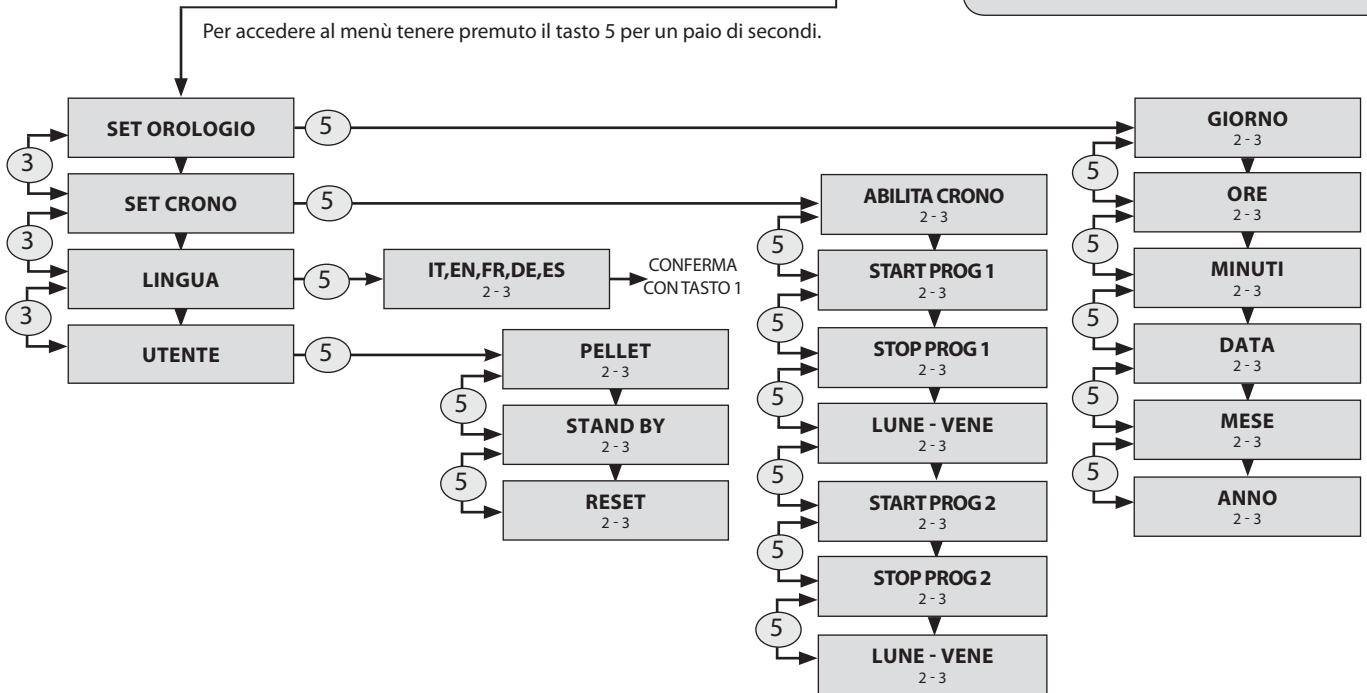 Per accedere al menù tenere premuto il tasto 5 per un paio di secondi.
SET OROLOGIO
5
3
SET CRONO
5
3
LINGUA
5
IT,EN,FR,DE,ES
2 - 3
CONFERMA
CON TASTO 1
3
UTENTE
5
PELLET
2 - 3
5
STAND BY
2 - 3
5
RESET
2 - 3
ABILITA CRONO
2 - 3
5
START PROG 1
2 - 3
5
STOP PROG 1
2 - 3
5
LUNE - VENE
2 - 3
5
START PROG 2
2 - 3
5
STOP PROG 2
2 - 3
5
LUNE - VENE
2 - 3
GIORNO
2 - 3
5
ORE
2 - 3
5
MINUTI
2 - 3
5
DATA
2 - 3
5
MESE
2 - 3
5
ANNO
2 - 3